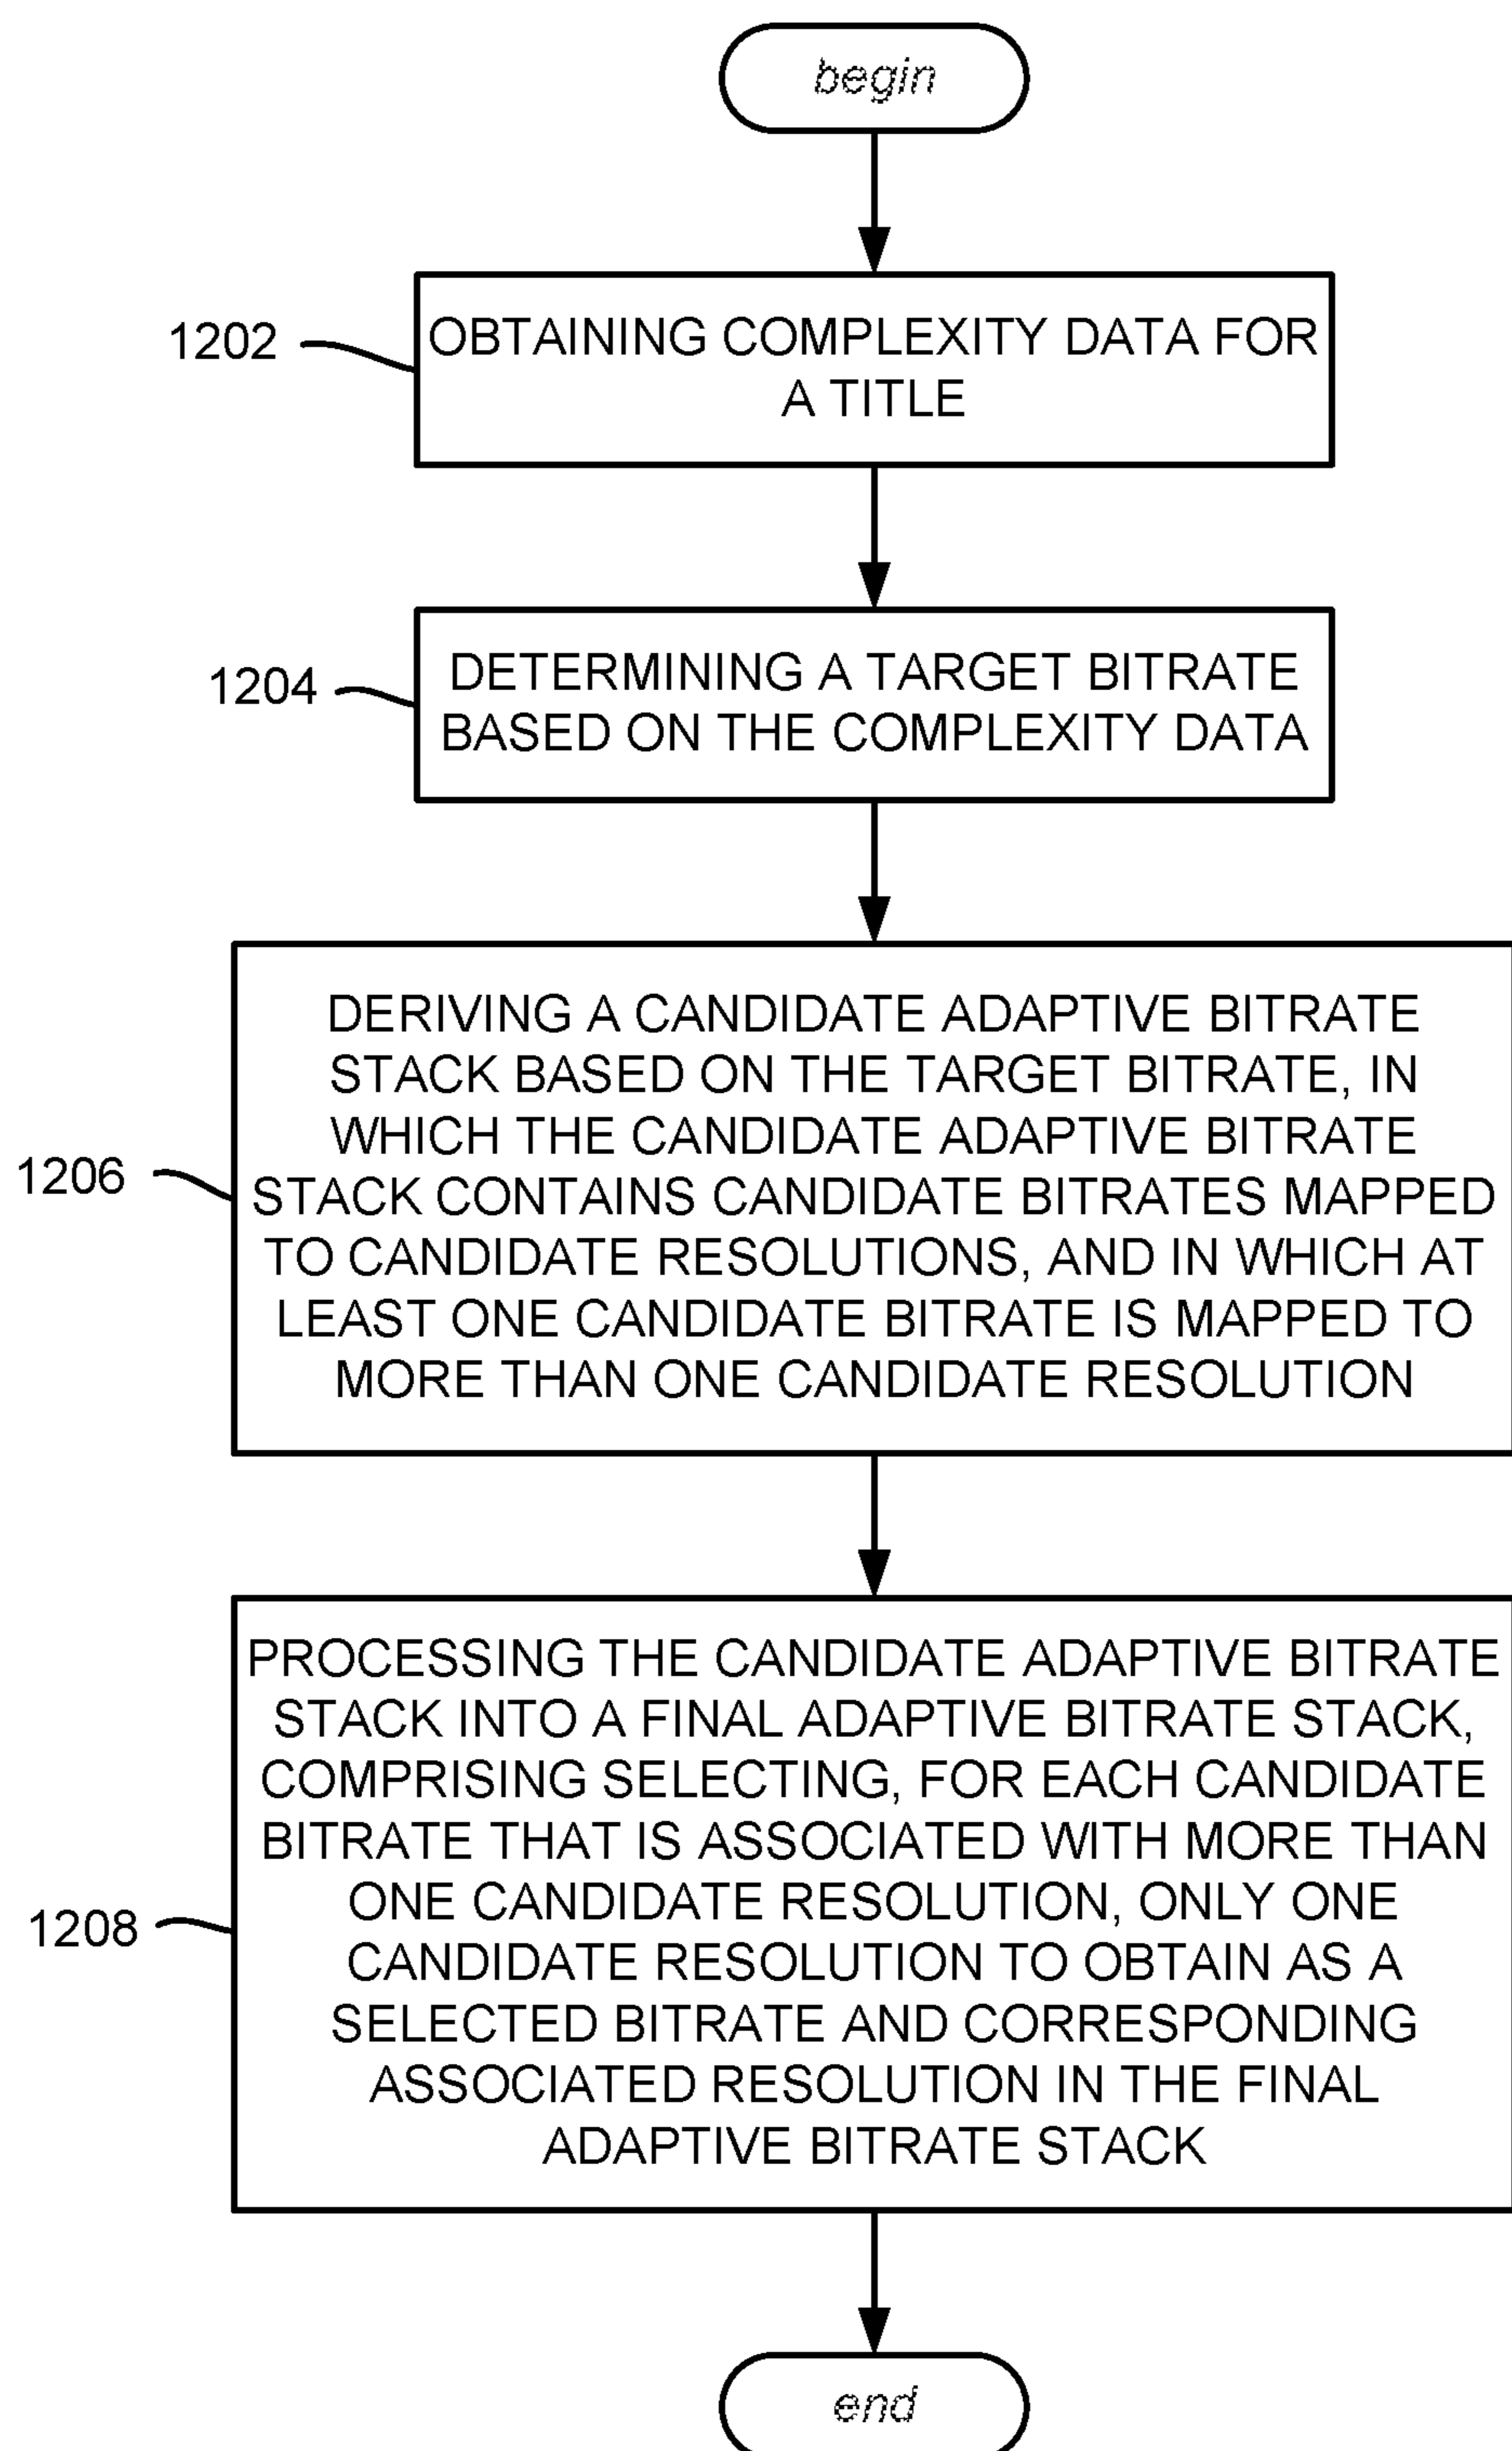 begin
1202
OBTAINING COMPLEXITY DATA FOR
A TITLE
1204
DETERMINING A TARGET BITRATE
BASED ON THE COMPLEXITY DATA
1206
DERIVING A CANDIDATE ADAPTIVE BITRATE
STACK BASED ON THE TARGET BITRATE, IN
WHICH THE CANDIDATE ADAPTIVE BITRATE
STACK CONTAINS CANDIDATE BITRATES MAPPED
TO CANDIDATE RESOLUTIONS, AND IN WHICH AT
LEAST ONE CANDIDATE BITRATE IS MAPPED TO
MORE THAN ONE CANDIDATE RESOLUTION
1208
PROCESSING THE CANDIDATE ADAPTIVE BITRATE
STACK INTO A FINAL ADAPTIVE BITRATE STACK,
COMPRISING SELECTING, FOR EACH CANDIDATE
BITRATE THAT IS ASSOCIATED WITH MORE THAN
ONE CANDIDATE RESOLUTION, ONLY ONE
CANDIDATE RESOLUTION TO OBTAIN AS A
SELECTED BITRATE AND CORRESPONDING
ASSOCIATED RESOLUTION IN THE FINAL
ADAPTIVE BITRATE STACK
end